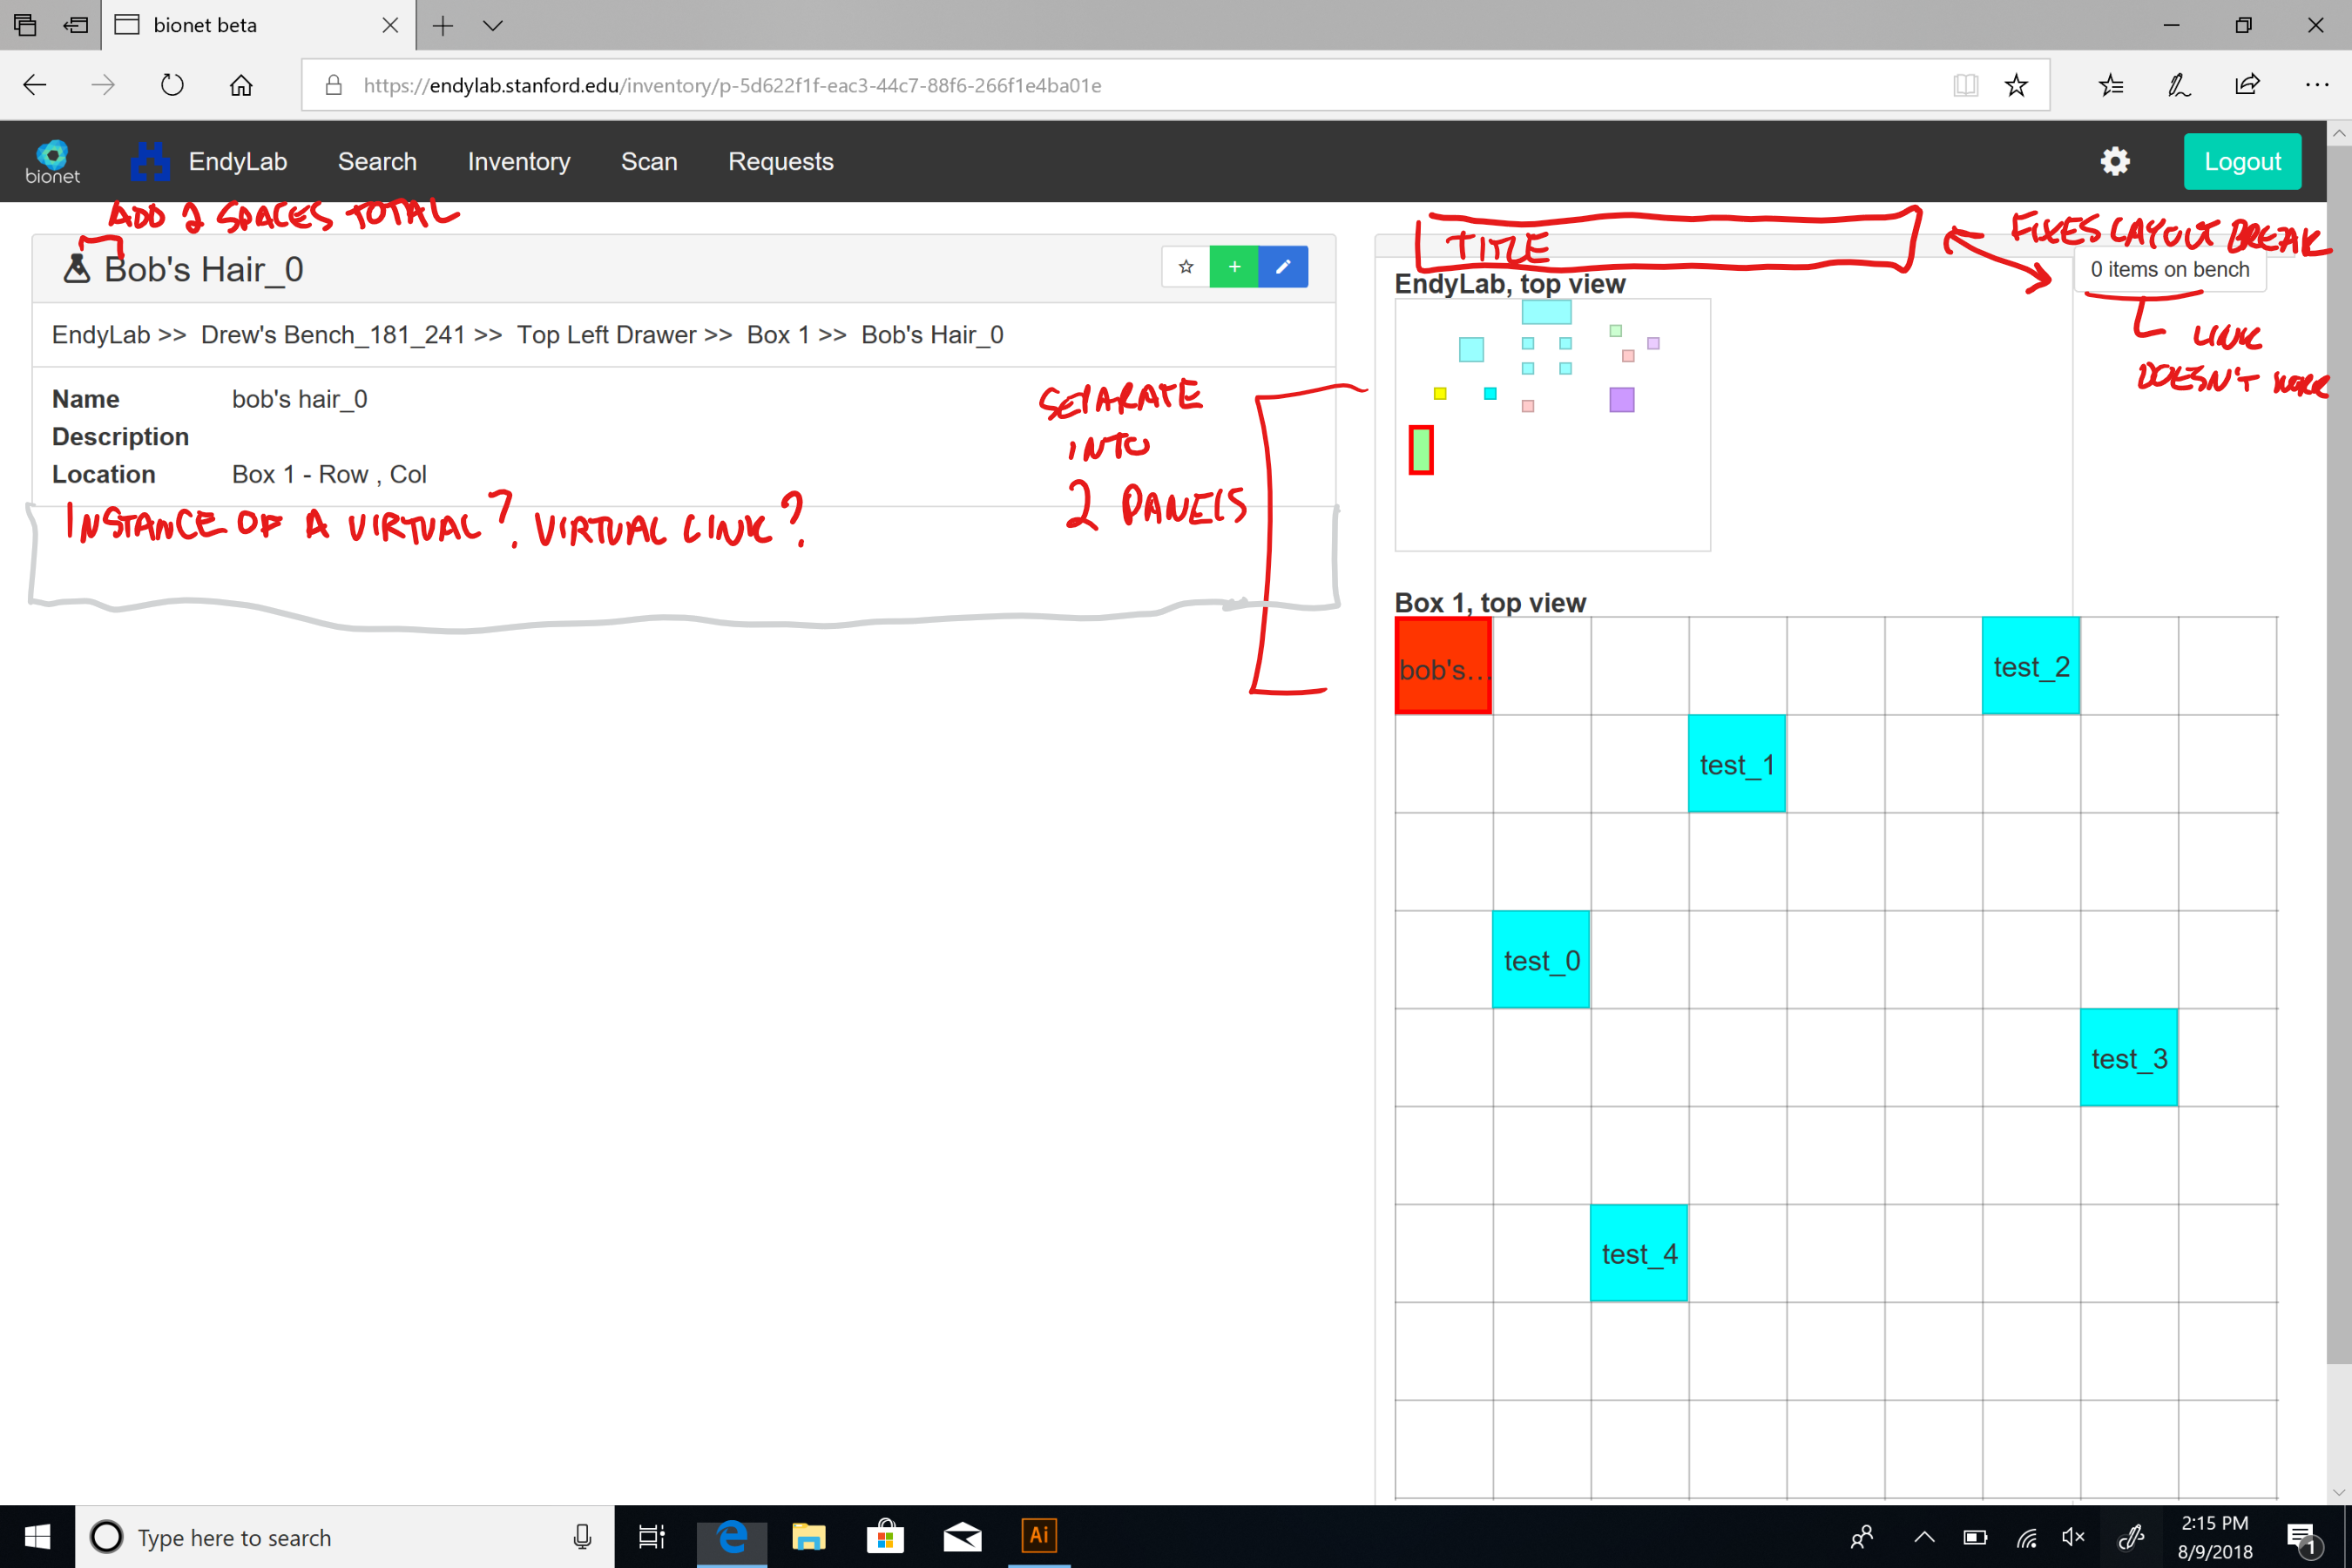 bionet beta
https://endylab.stanford.edu/inventory/p-5d622f1f-eac3-44c7-88f6-266f1e4ba01e
bionet
EndyLab Search Inventory Scan Requests Logout
ADD 2 SPACES TOTAL
Bob's Hair_0
EndyLab >> Drew's Bench_181_241 >> Top Left Drawer >> Box 1 >> Bob's Hair_0
Name bob's hair_0
Description
Location Box 1 - Row , Col
INSTANCE OF A VIRTUAL? VIRTUAL LINK?
SEPARATE
INTO
2 PANELS
TITLE
FIXES LAYOUT BREAK
0 items on bench
LINK
DOESN'T WORK
EndyLab, top view
Box 1, top view
bob's...
test_2
test_1
test_0
test_3
test_4
Type here to search
Ai
2:15 PM
8/9/2018
1